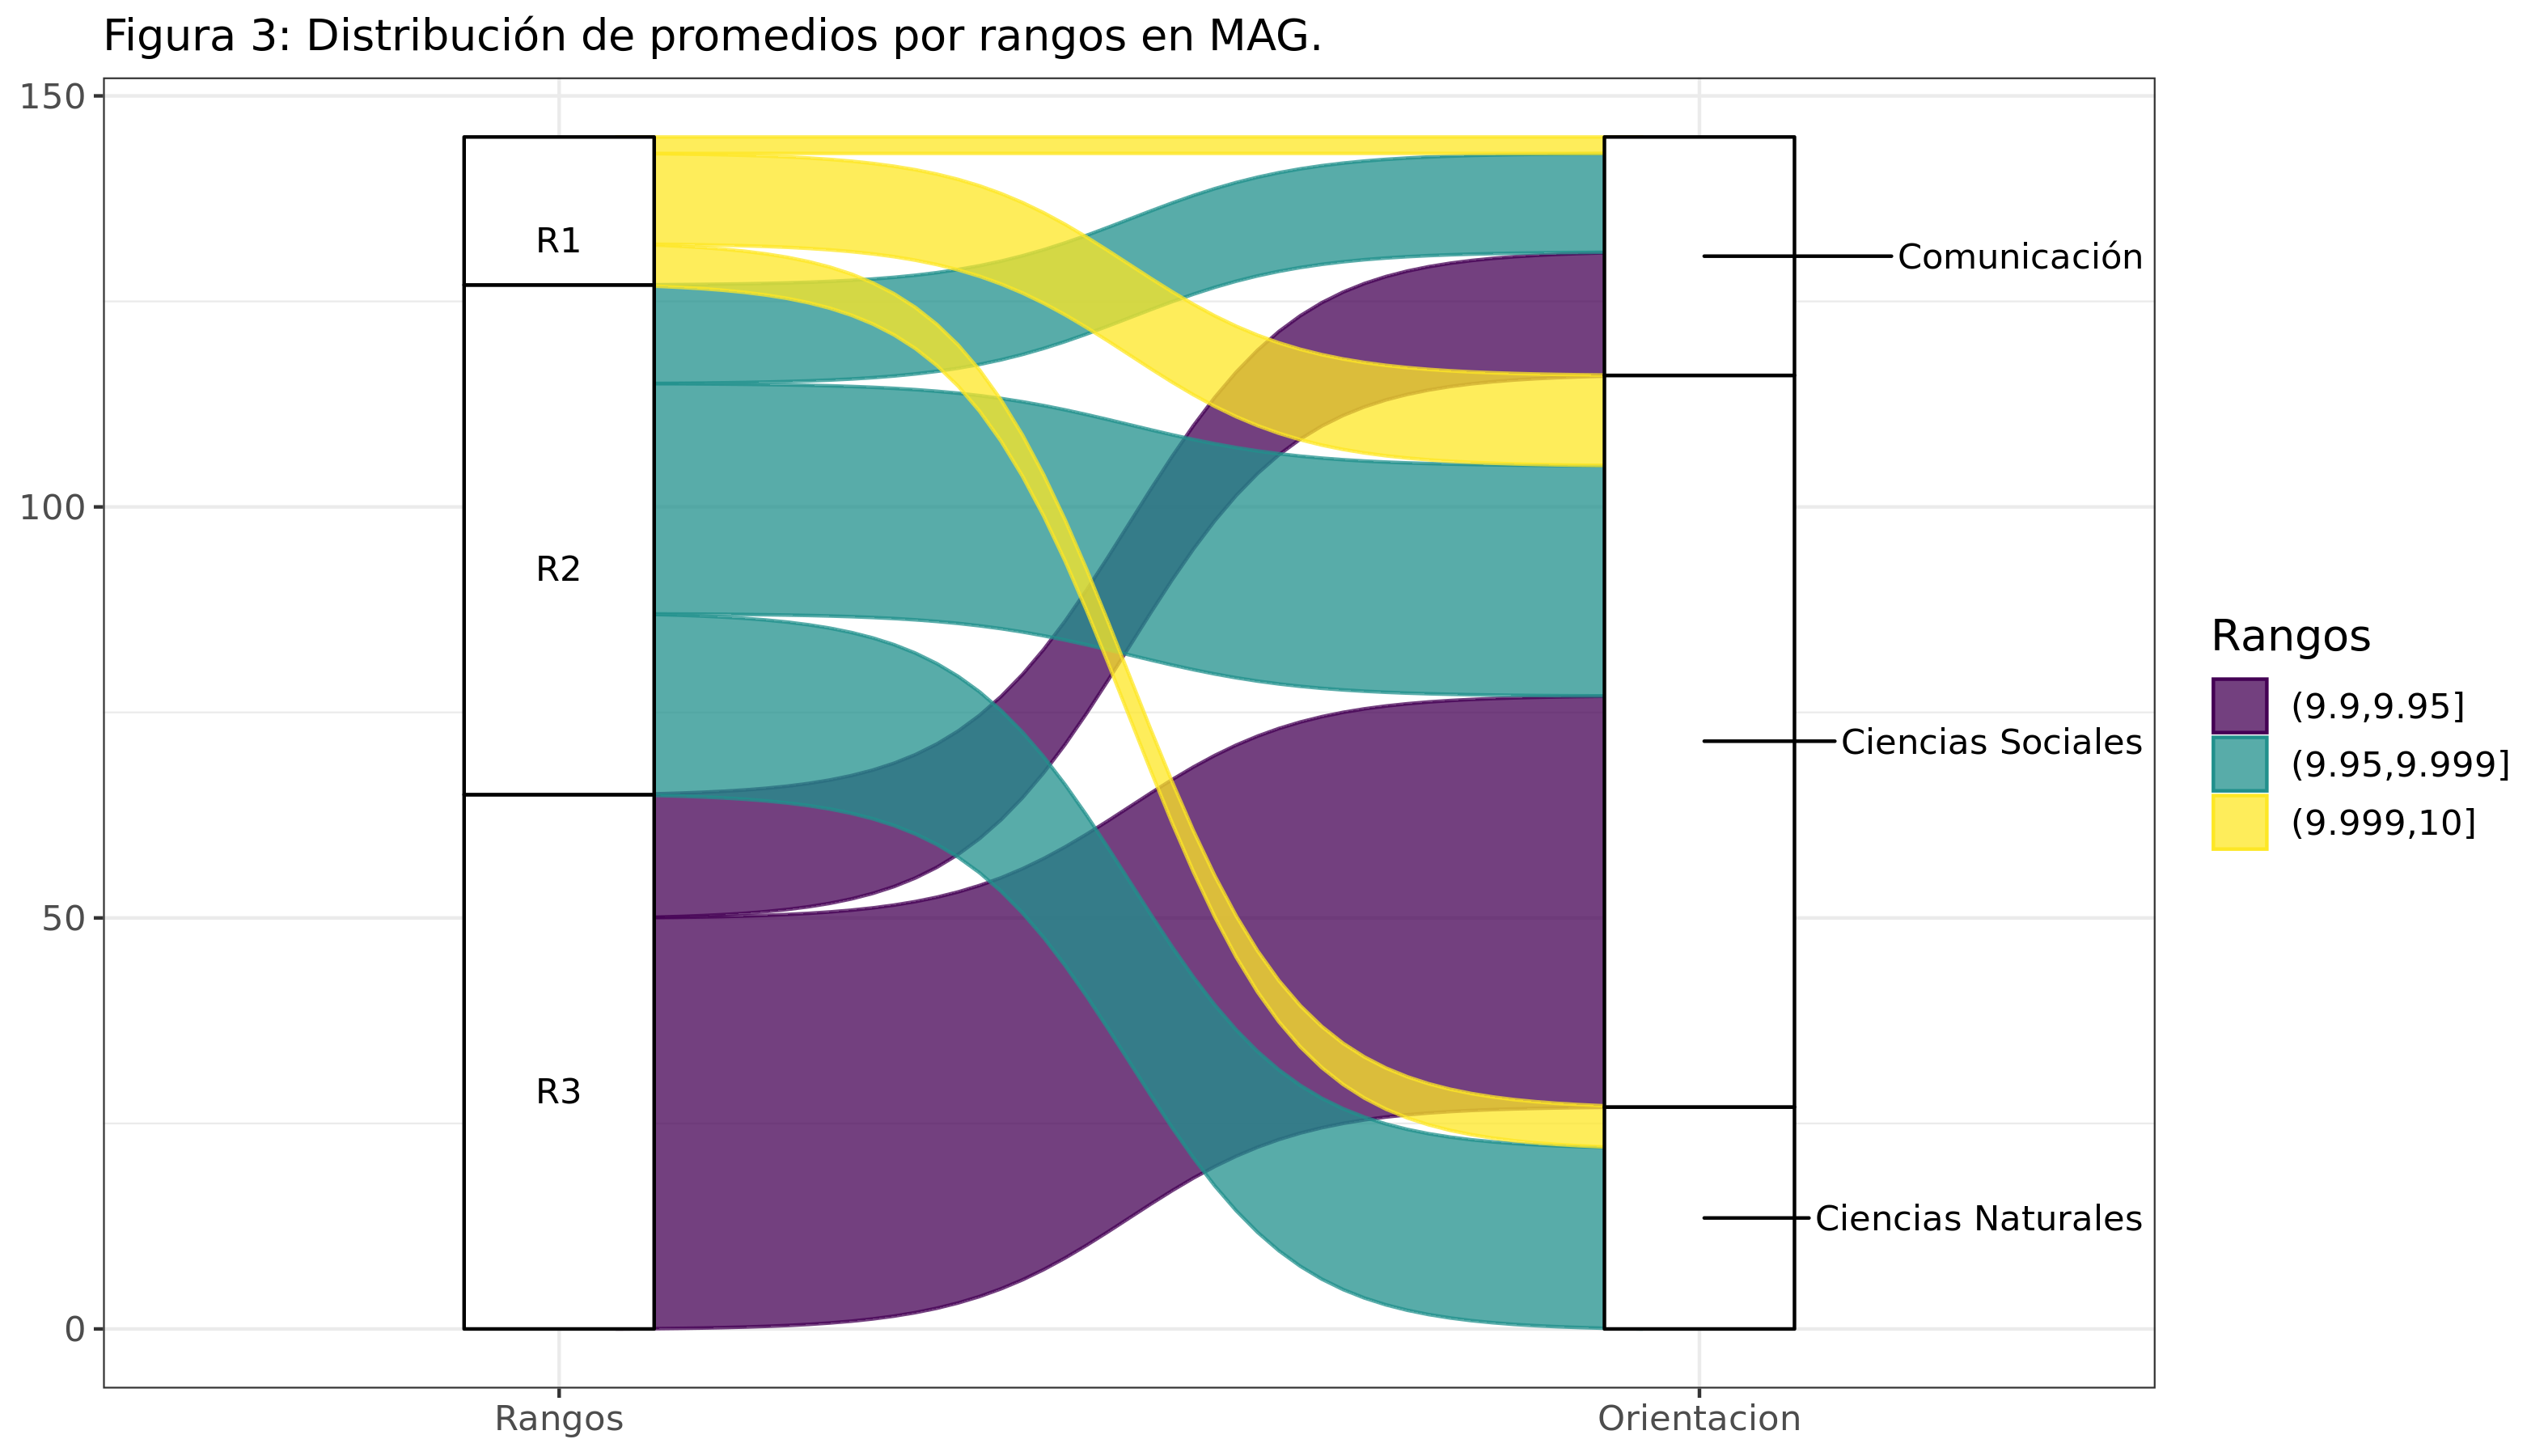 Figura 3: Distribución de promedios por rangos en MAG.
150
100
50
0
R1
R2
R3
Comunicación
Ciencias Sociales
Ciencias Naturales
Rangos
Orientacion
Rangos
(9.9,9.95]
(9.95,9.999]
(9.999,10]